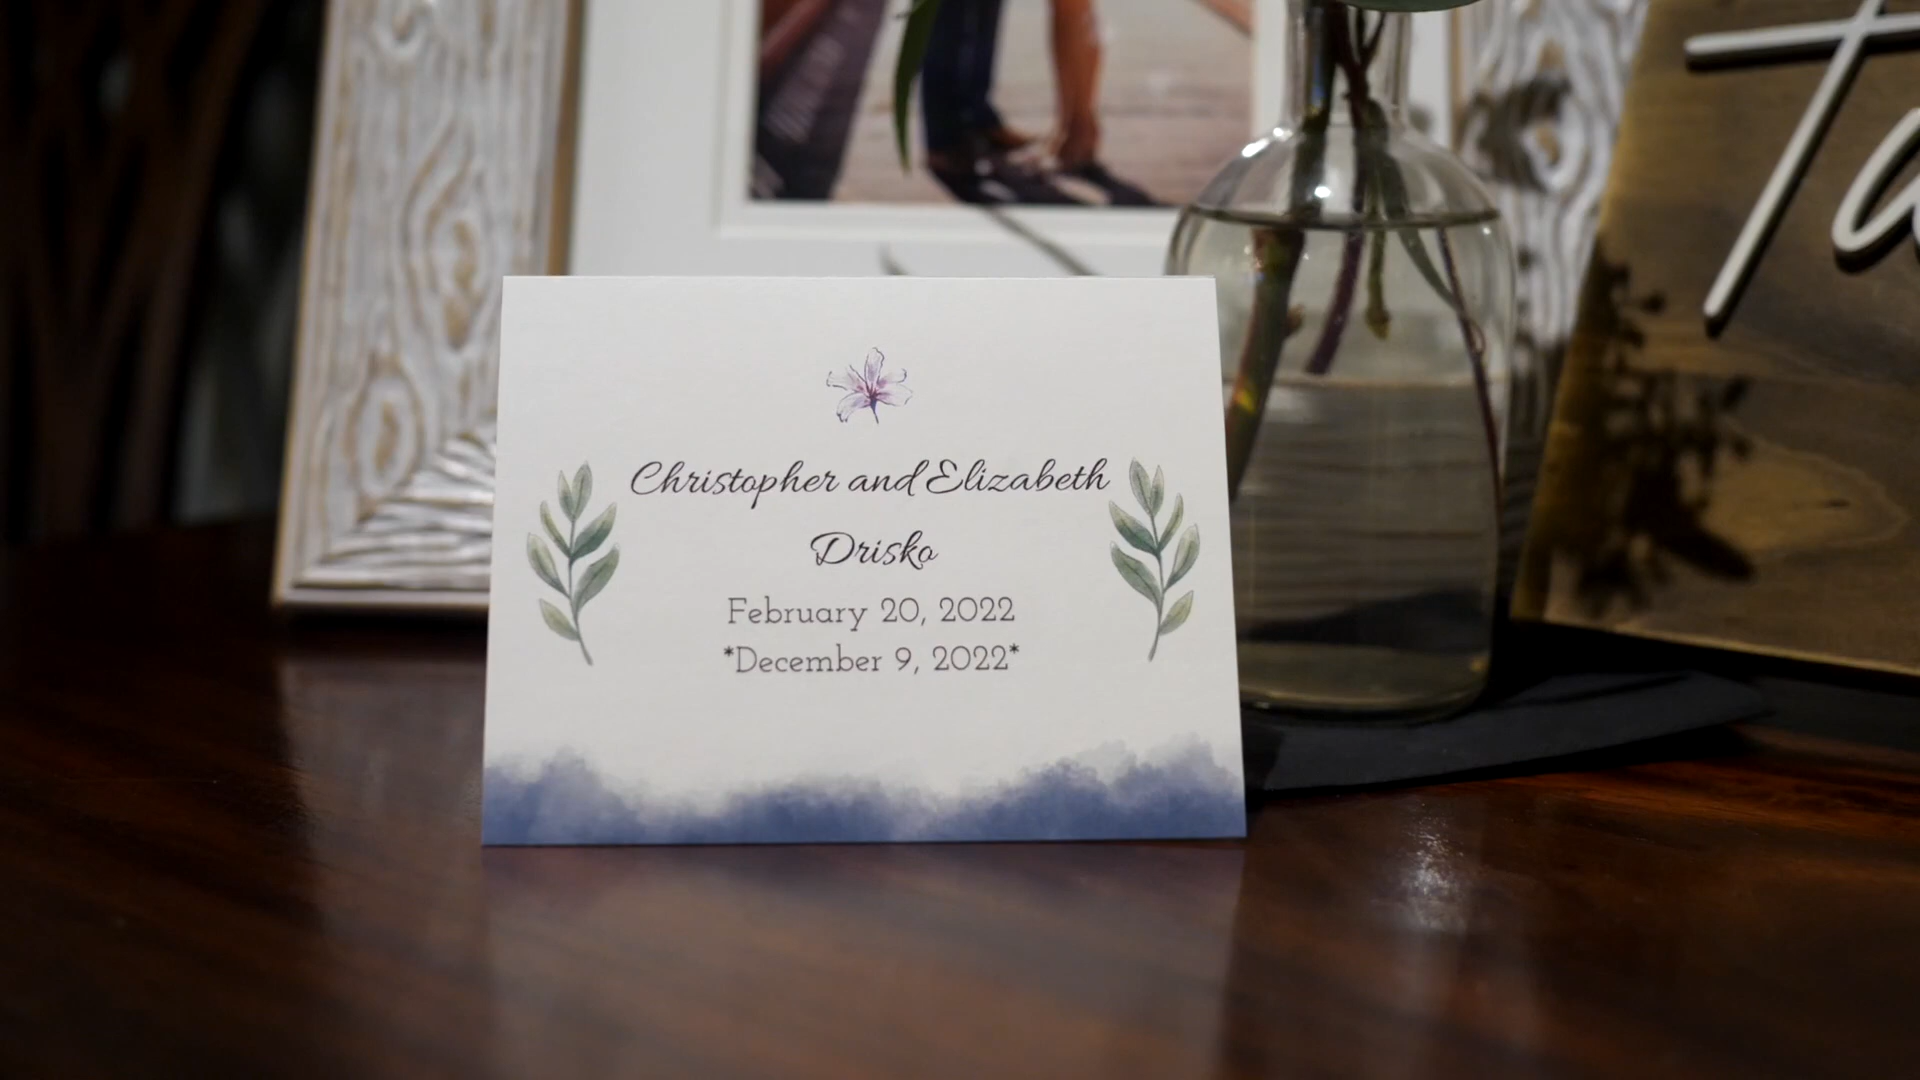 Christopher and Elizabeth
Drisko
February 20, 2022
*December 9, 2022*